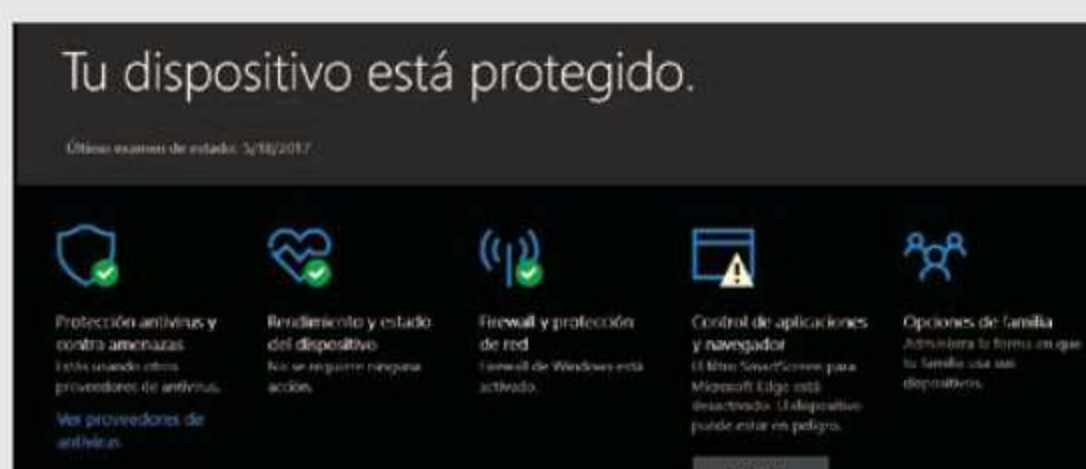 Tu dispositivo está protegido.
Último examen de estado: 5/18/2017
Protección antivirus y
contra amenazas
Estás usando otros
proveedores de antivirus.
Ver proveedores de
antivirus
Rendimiento y estado
del dispositivo
No se requiere ninguna
acción.
Firewall y protección
de red
Firewall de Windows está
activado.
Control de aplicaciones
y navegador
El filtro SmartScreen para
Microsoft Edge está
desactivado. El dispositivo
puede estar en peligro.
Opciones de familia
Administra la forma en que
tu familia usa sus
dispositivos.